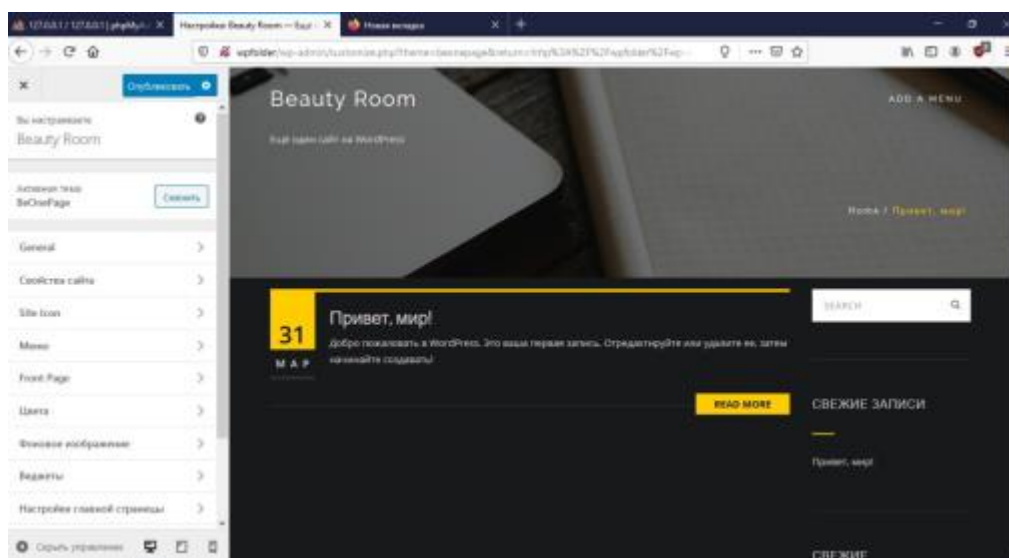 127.0.0.1 / 127.0.0.1 | phpMyA
Настройка Beauty Room — Ещё
Новая вкладка
wpfolder/wp-admin/customize.php?theme=beonepage&return=http%3A%2F%2Fwpfolder%2Fwp-
Опубликовать
Вы настраиваете
Beauty Room
Активная тема
BeOnePage
Сменить
General
Свойства сайта
Site Icon
Меню
Front Page
Цвета
Фоновое изображение
Виджеты
Настройки главной страницы
Скрыть управление
Beauty Room
ADD A MENU
Ещё один сайт на WordPress
Home / Привет, мир!
31
МАР
Привет, мир!
Добро пожаловать в WordPress. Это ваша первая запись. Отредактируйте или удалите ее, затем
начинайте создавать!
READ MORE
SEARCH
СВЕЖИЕ ЗАПИСИ
Привет, мир!
СВЕЖИЕ